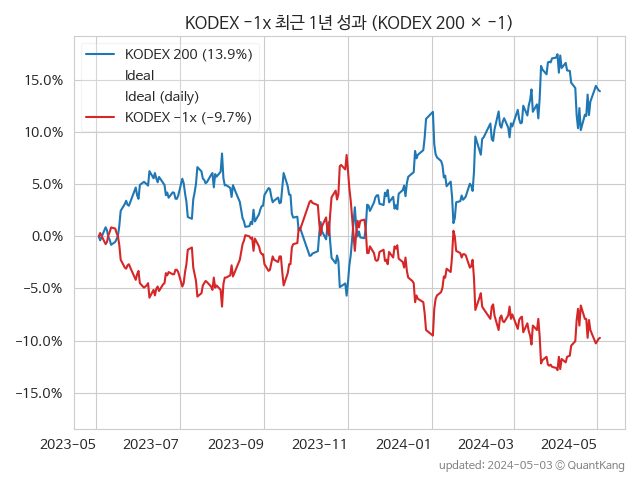 KODEX −1x 최근 1년 성과 (KODEX 200 × −1)
KODEX 200 (13.9%)
Ideal
Ideal (daily)
KODEX −1x (−9.7%)
15.0%
10.0%
5.0%
0.0%
−5.0%
−10.0%
−15.0%
2023-05 2023-07 2023-09 2023-11 2024-01 2024-03 2024-05
updated: 2024-05-03 © QuantKang